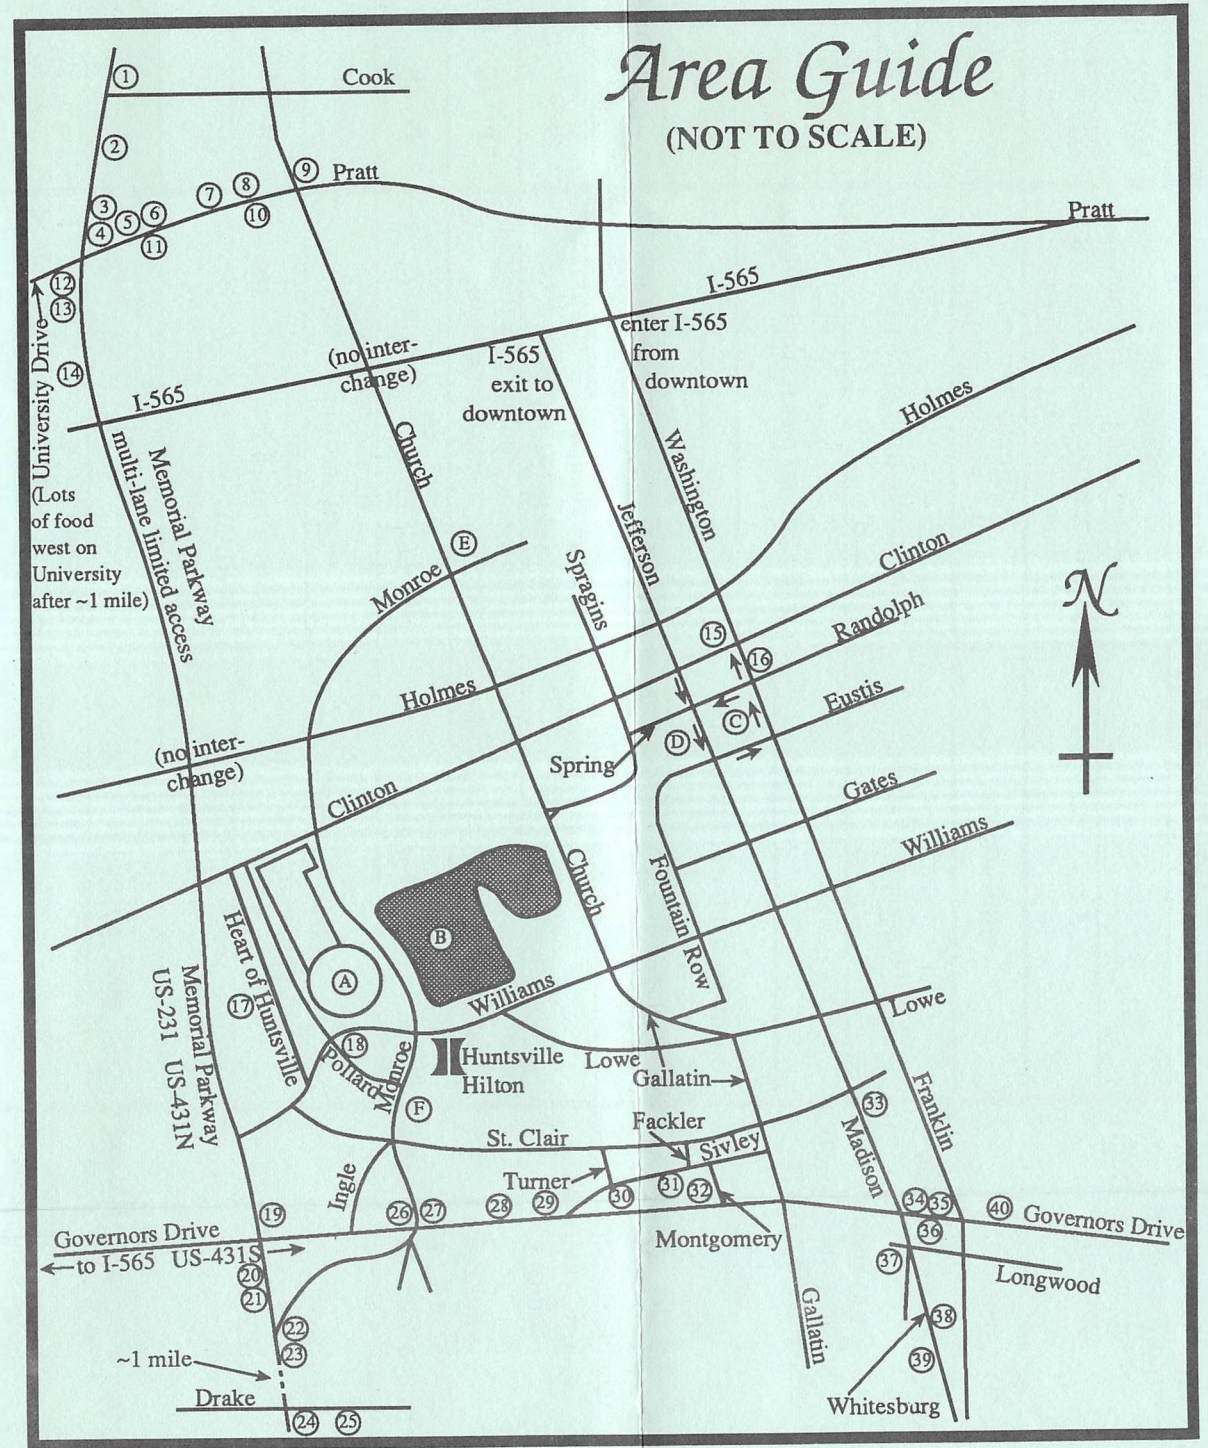 Area Guide
(NOT TO SCALE)
1
Cook
2
3
4
5
6
7
8
9
Pratt
10
11
Pratt
12
13
14
University Drive
(Lots
of food
west on
University
after ~1 mile)
I-565
I-565
(no inter-
change)
I-565
exit to
downtown
enter I-565
from
downtown
Memorial Parkway
multi-lane limited access
Church
Washington
Jefferson
Spragins
Holmes
Clinton
Randolph
Eustis
Gates
Williams
N
E
Monroe
15
16
C
D
Holmes
Spring
(no inter-
change)
Clinton
Church
Fountain Row
B
A
Heart of Huntsville
17
Memorial Parkway
US-231 US-431N
18
Pollard
Monroe
Williams
Huntsville
Hilton
Lowe
Gallatin
Lowe
F
St. Clair
Fackler
Sivley
Turner
Ingle
33
Madison
Franklin
19
26
27
28
29
30
31
32
34
35
36
40
Governors Drive
Governors Drive
to I-565 US-431S
Montgomery
37
Longwood
20
21
22
23
Gallatin
38
39
~1 mile
Whitesburg
Drake
24
25